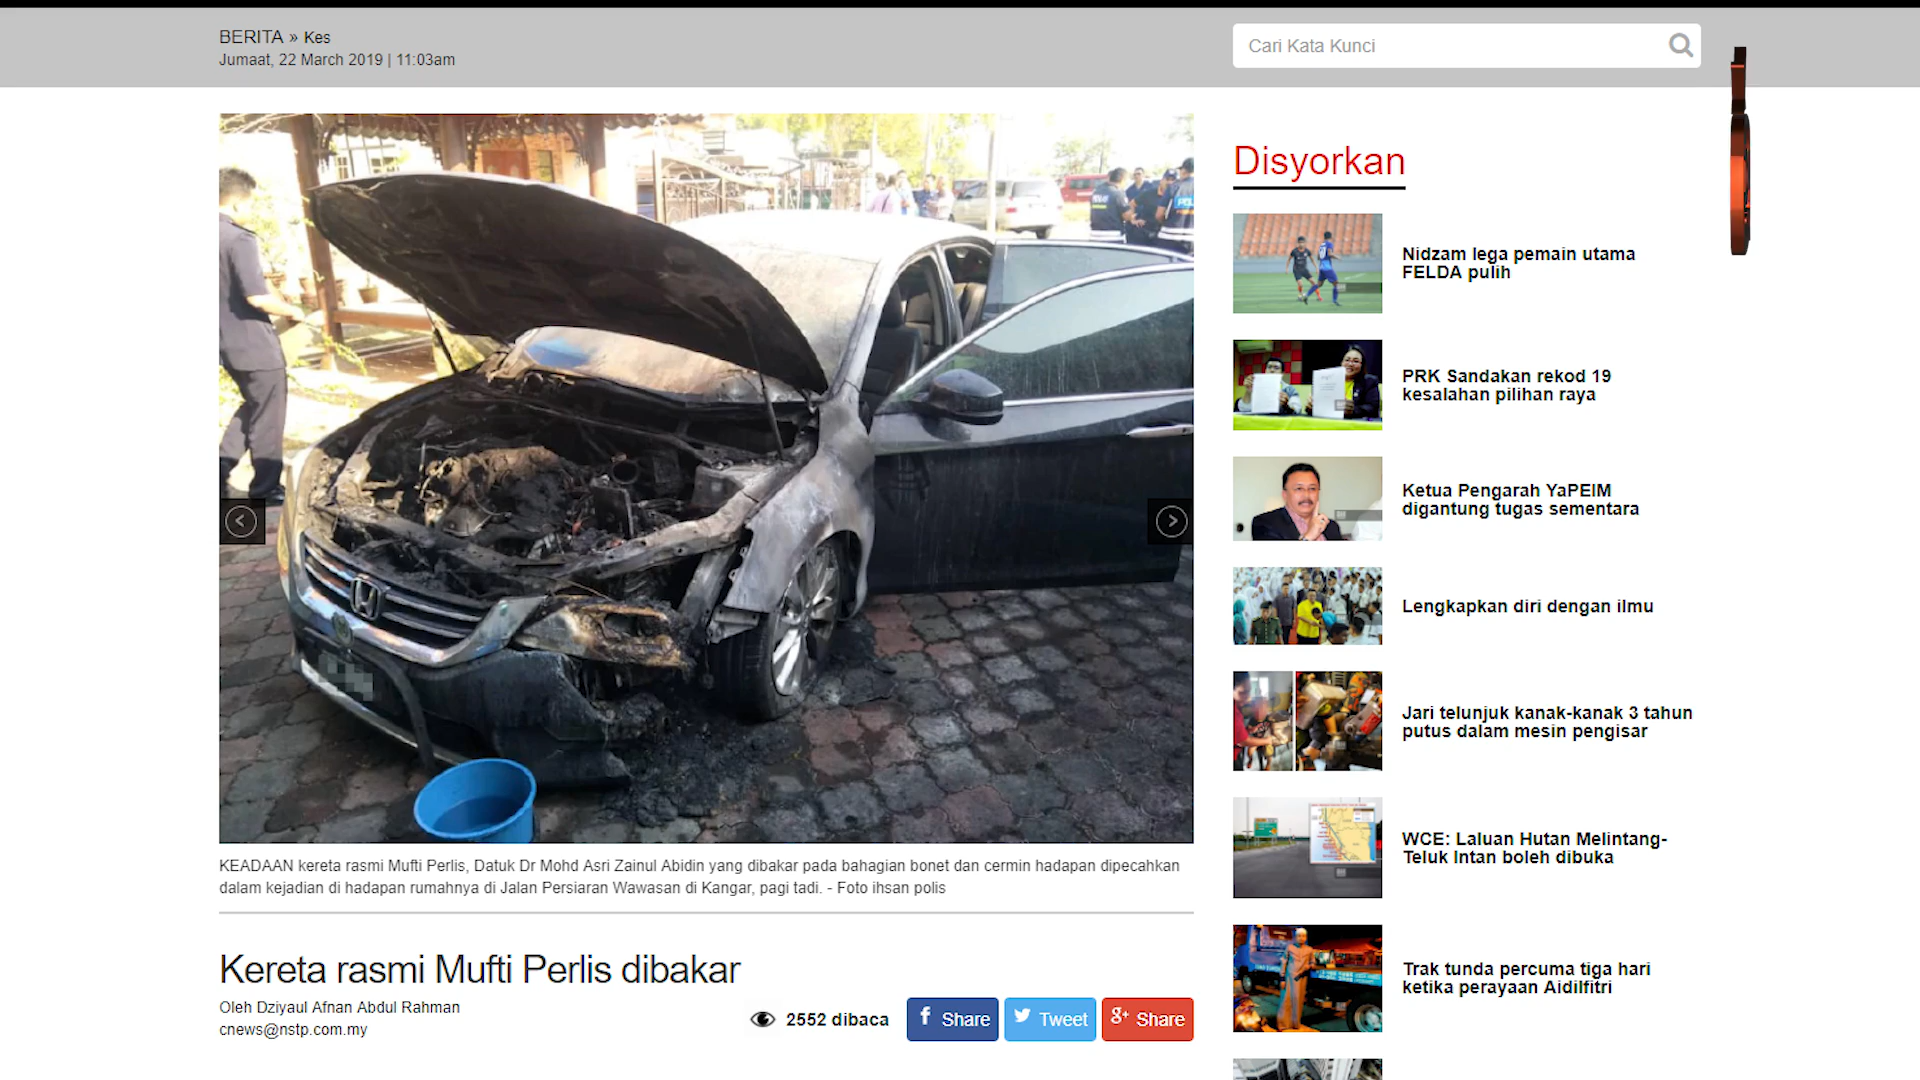 BERITA » Kes
Jumaat, 22 March 2019 | 11:03am
Cari Kata Kunci
KEADAAN kereta rasmi Mufti Perlis, Datuk Dr Mohd Asri Zainul Abidin yang dibakar pada bahagian bonet dan cermin hadapan dipecahkan
dalam kejadian di hadapan rumahnya di Jalan Persiaran Wawasan di Kangar, pagi tadi. - Foto ihsan polis
Kereta rasmi Mufti Perlis dibakar
Oleh Dziyaul Afnan Abdul Rahman
cnews@nstp.com.my
2552 dibaca
Share
Tweet
Share
Disyorkan
Nidzam lega pemain utama
FELDA pulih
PRK Sandakan rekod 19
kesalahan pilihan raya
Ketua Pengarah YaPEIM
digantung tugas sementara
Lengkapkan diri dengan ilmu
Jari telunjuk kanak-kanak 3 tahun
putus dalam mesin pengisar
WCE: Laluan Hutan Melintang-
Teluk Intan boleh dibuka
Trak tunda percuma tiga hari
ketika perayaan Aidilfitri